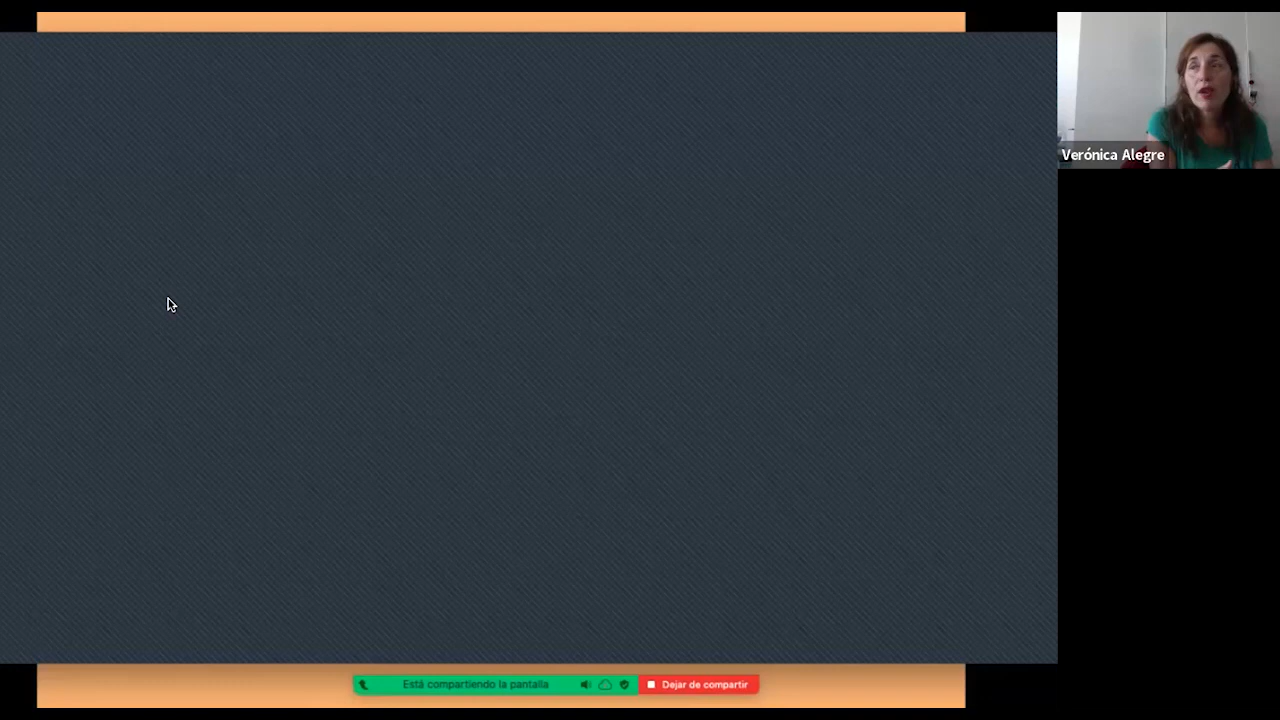 Verónica Alegre
Está compartiendo la pantalla
Dejar de compartir